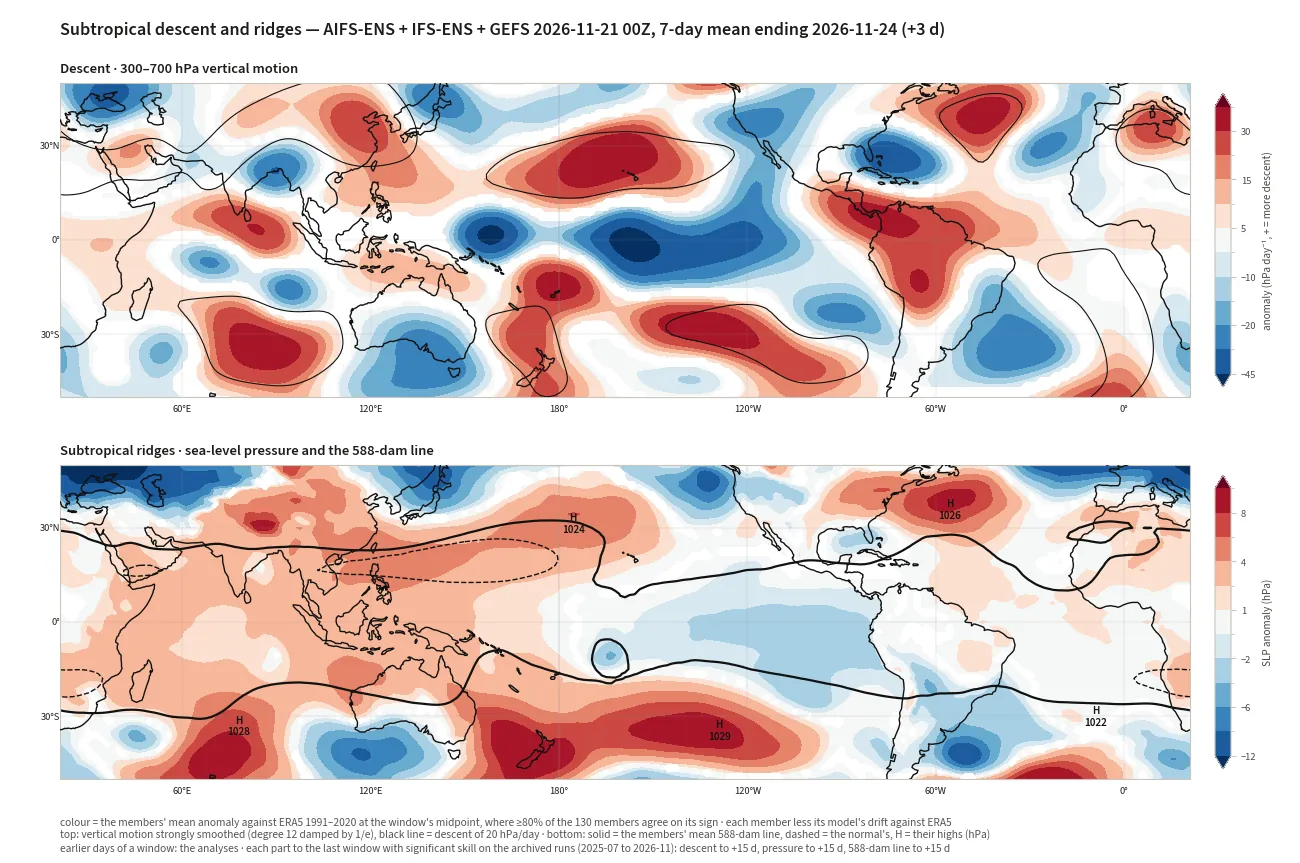 Subtropical descent and ridges — AIFS-ENS + IFS-ENS + GEFS 2026-11-21 00Z, 7-day mean ending 2026-11-24 (+3 d)
Descent · 300–700 hPa vertical motion
30°N
0°
30°S
60°E
120°E
180°
120°W
60°W
0°
30
15
5
−10
−20
−45
anomaly (hPa day⁻¹, + = more descent)
Subtropical ridges · sea-level pressure and the 588-dam line
H
1024
H
1026
H
1028
H
1029
H
1022
30°N
0°
30°S
60°E
120°E
180°
120°W
60°W
0°
8
4
1
−2
−6
−12
SLP anomaly (hPa)
colour = the members' mean anomaly against ERA5 1991–2020 at the window's midpoint, where ≥80% of the 130 members agree on its sign · each member less its model's drift against ERA5
top: vertical motion strongly smoothed (degree 12 damped by 1/e), black line = descent of 20 hPa/day · bottom: solid = the members' mean 588-dam line, dashed = the normal's, H = their highs (hPa)
earlier days of a window: the analyses · each part to the last window with significant skill on the archived runs (2025-07 to 2026-11): descent to +15 d, pressure to +15 d, 588-dam line to +15 d